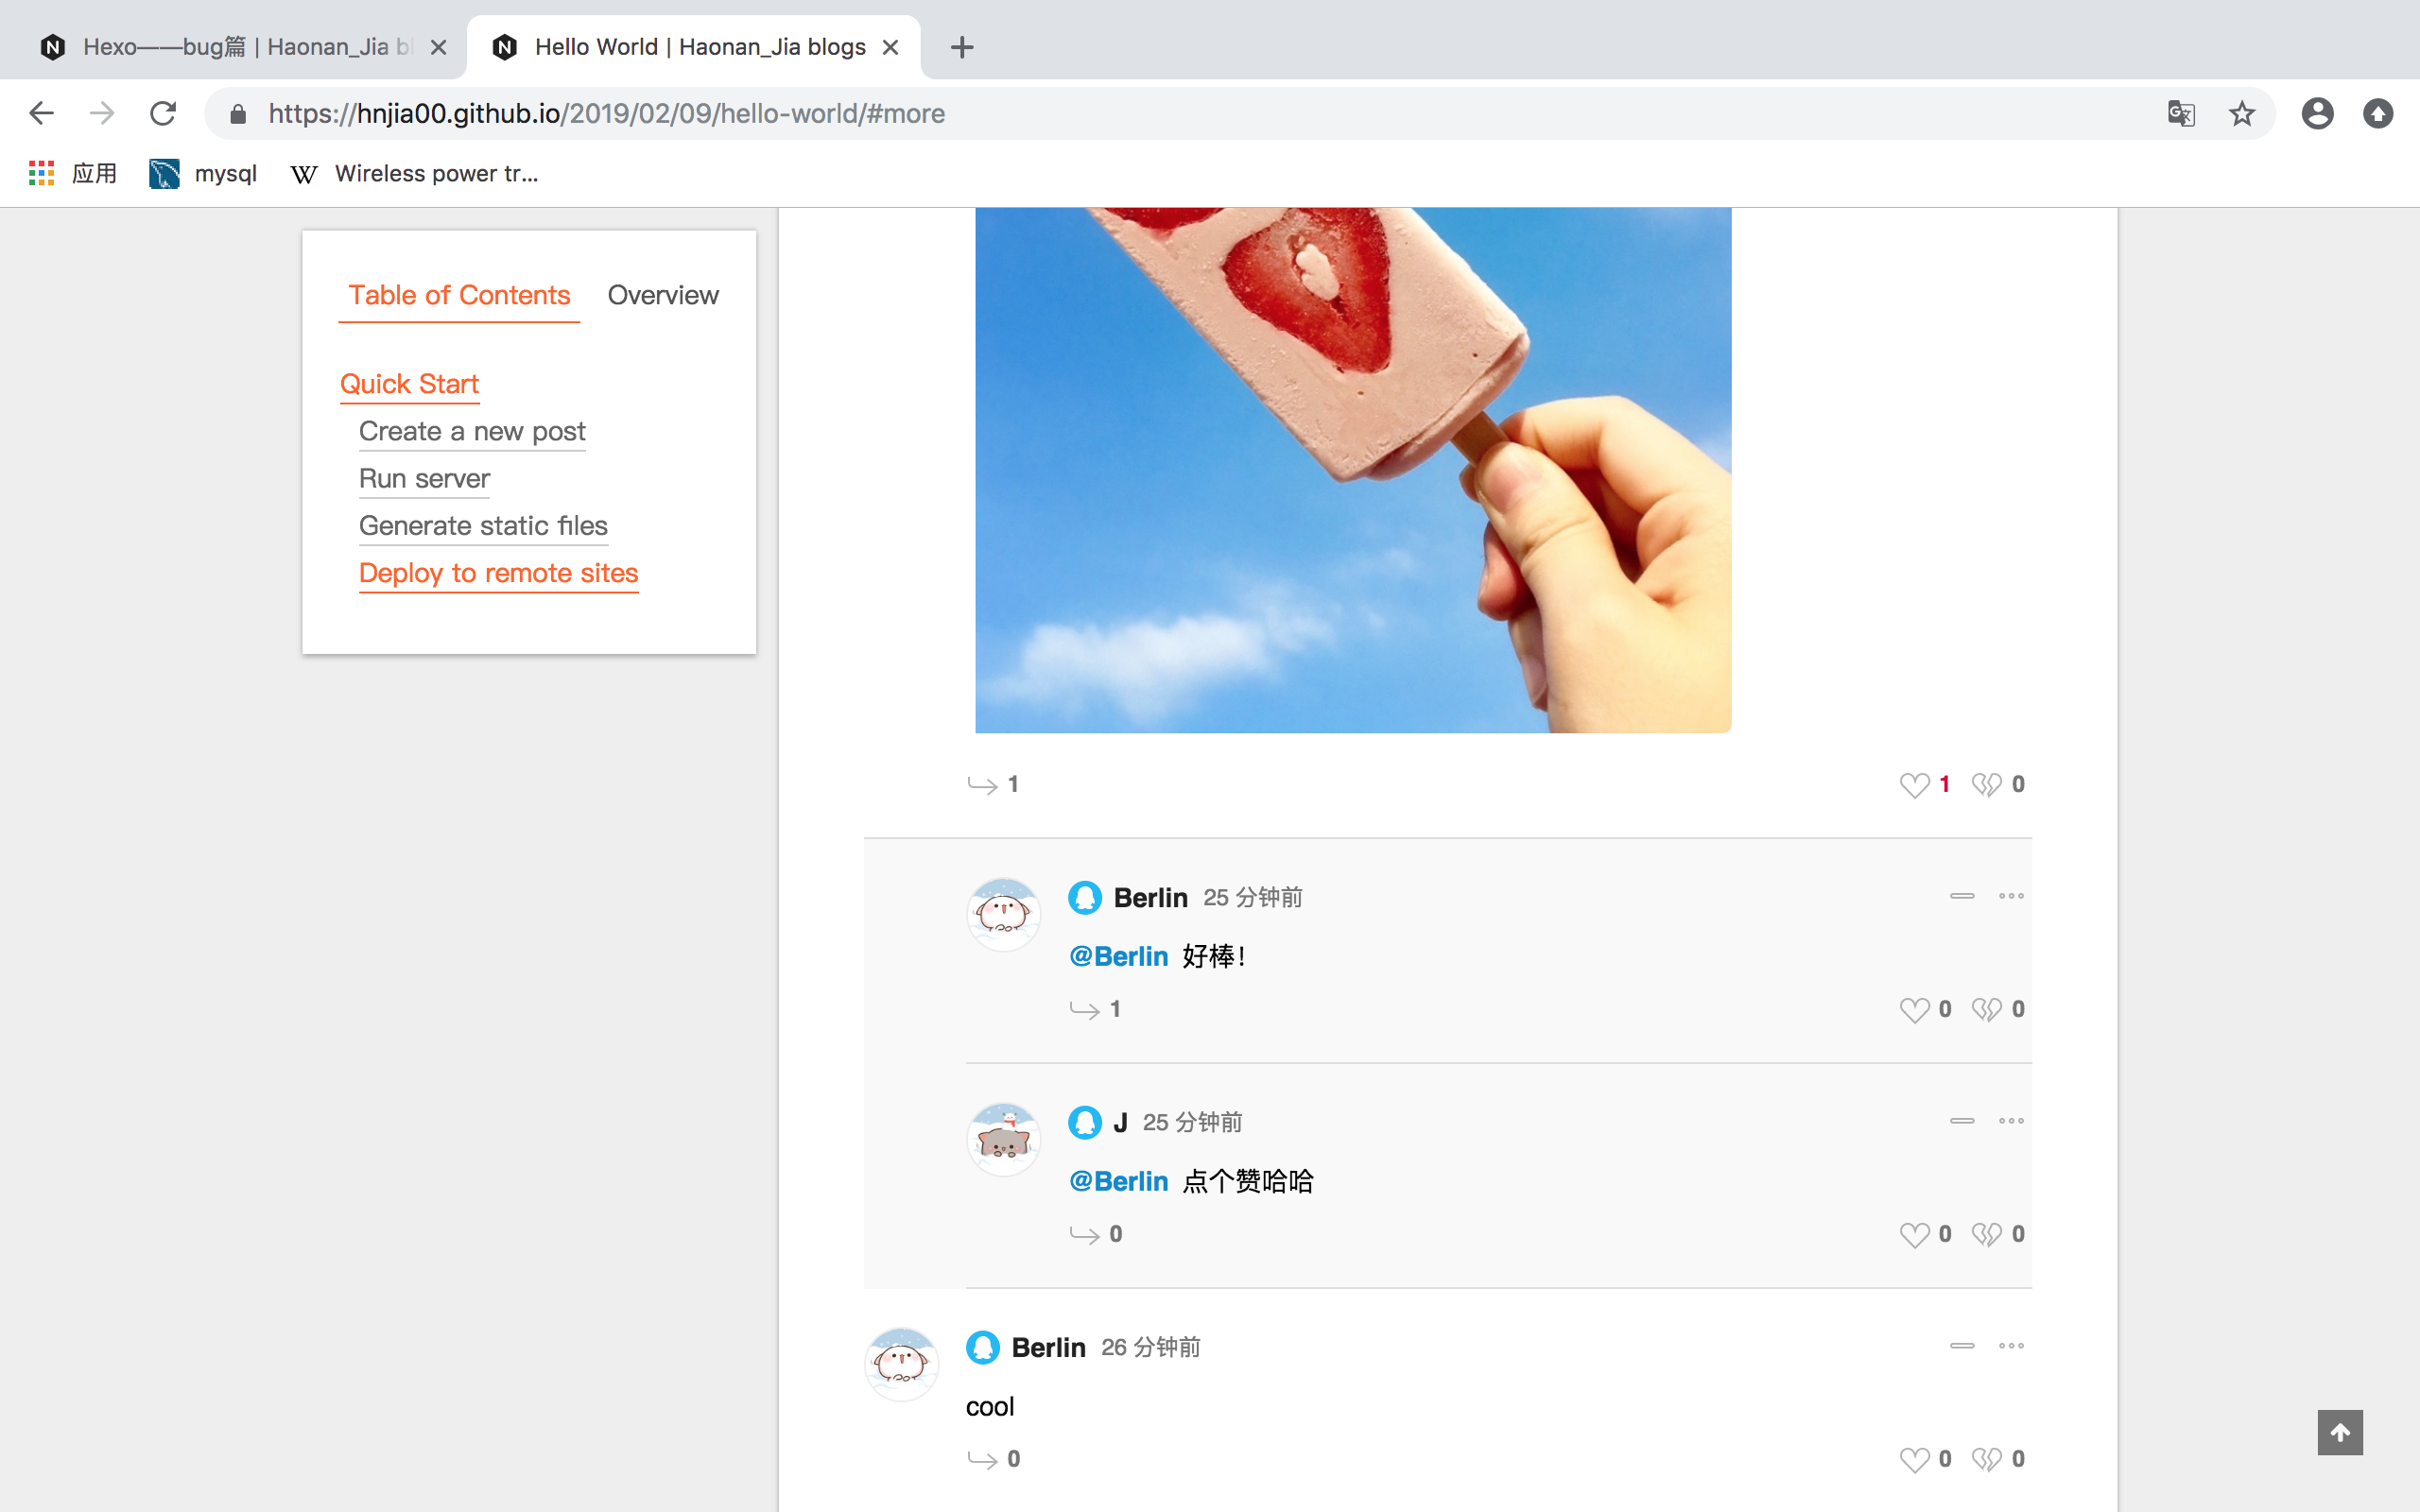 Hexo——bug篇 | Haonan_Jia bl
Hello World | Haonan_Jia blogs
https://hnjia00.github.io/2019/02/09/hello-world/#more
应用 mysql W Wireless power tr...
Table of Contents Overview
Quick Start
Create a new post
Run server
Generate static files
Deploy to remote sites
1 1 0
Berlin 25 分钟前
@Berlin 好棒！
1 0 0
J 25 分钟前
@Berlin 点个赞哈哈
0 0 0
Berlin 26 分钟前
cool
0 0 0